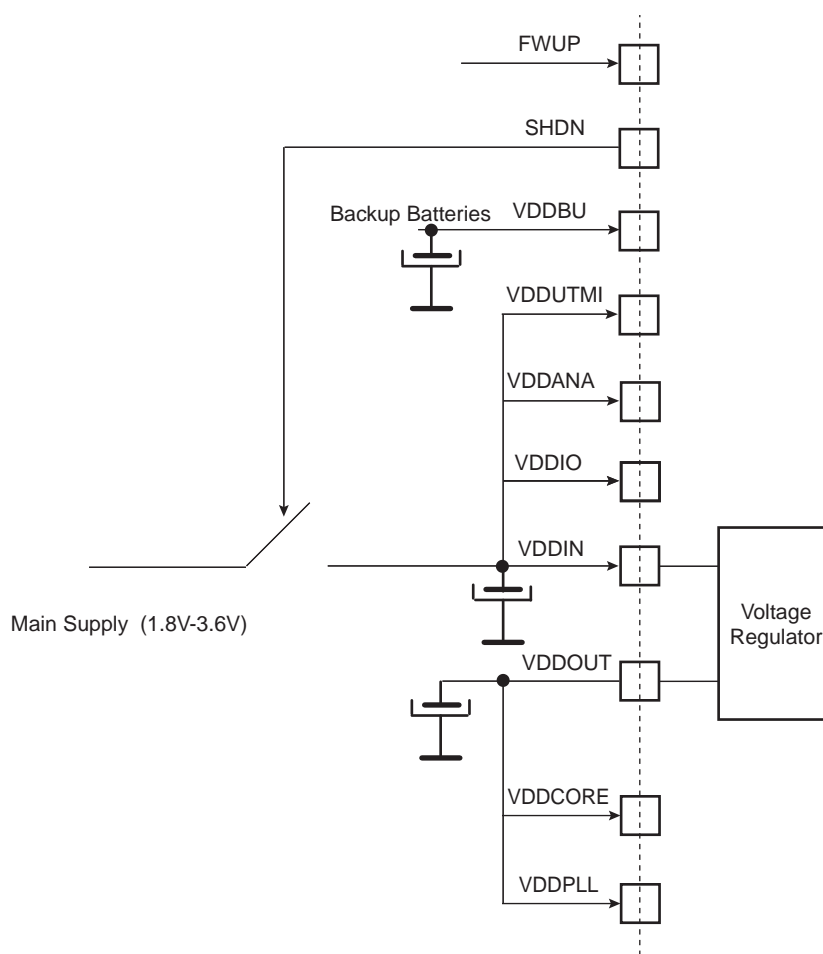 FWUP
SHDN
Backup Batteries VDDBU
VDDUTMI
VDDANA
VDDIO
VDDIN
Main Supply (1.8V-3.6V)
Voltage
Regulator
VDDOUT
VDDCORE
VDDPLL